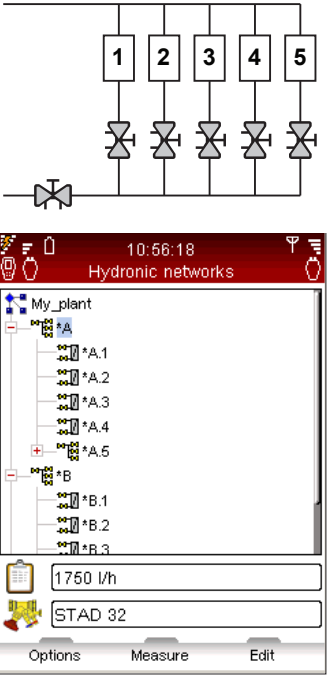 1 2 3 4 5
10:56:18
Hydronic networks
My_plant
*A
*A.1
*A.2
*A.3
*A.4
*A.5
*B
*B.1
*B.2
*B.3
1750 l/h
STAD 32
Options Measure Edit